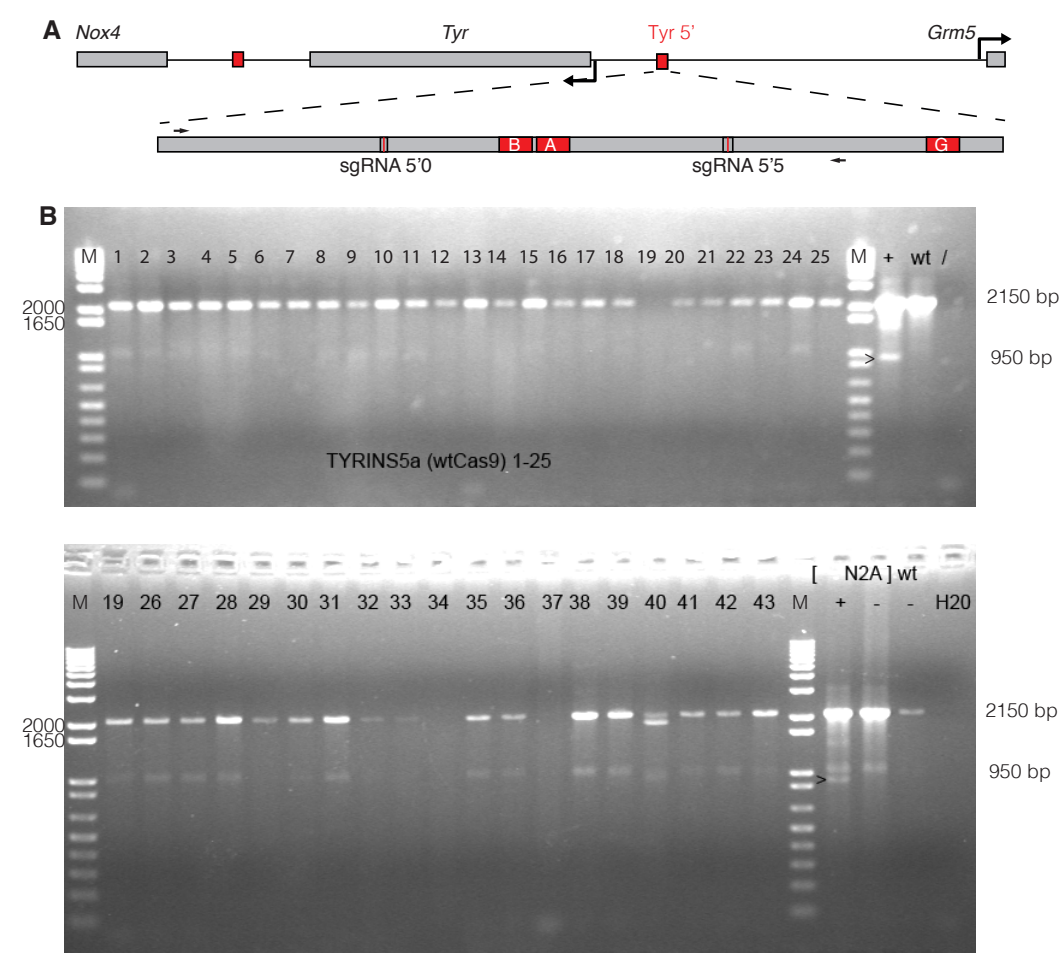 A Nox4 Tyr Tyr 5' Grm5
B A G
sgRNA 5'0 sgRNA 5'5
B
M 1 2 3 4 5 6 7 8 9 10 11 12 13 14 15 16 17 18 19 20 21 22 23 24 25 M + wt /
2150 bp
2000
1650
> 950 bp
TYRINS5a (wtCas9) 1-25
[ N2A ] wt
M 19 26 27 28 29 30 31 32 33 34 35 36 37 38 39 40 41 42 43 M + - - H20
2150 bp
2000
1650
> 950 bp